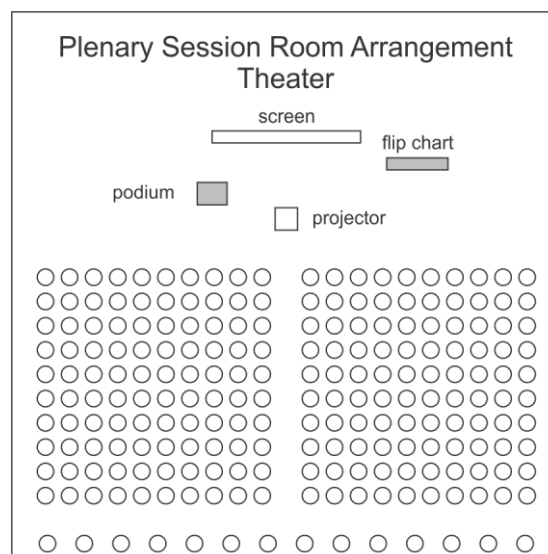 Plenary Session Room Arrangement
Theater
screen
flip chart
podium
projector